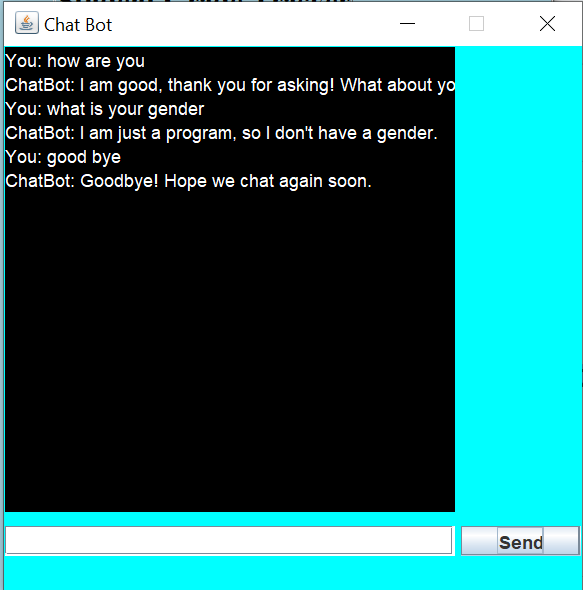 Chat Bot
You: how are you
ChatBot: I am good, thank you for asking! What about yo
You: what is your gender
ChatBot: I am just a program, so I don't have a gender.
You: good bye
ChatBot: Goodbye! Hope we chat again soon.
Send